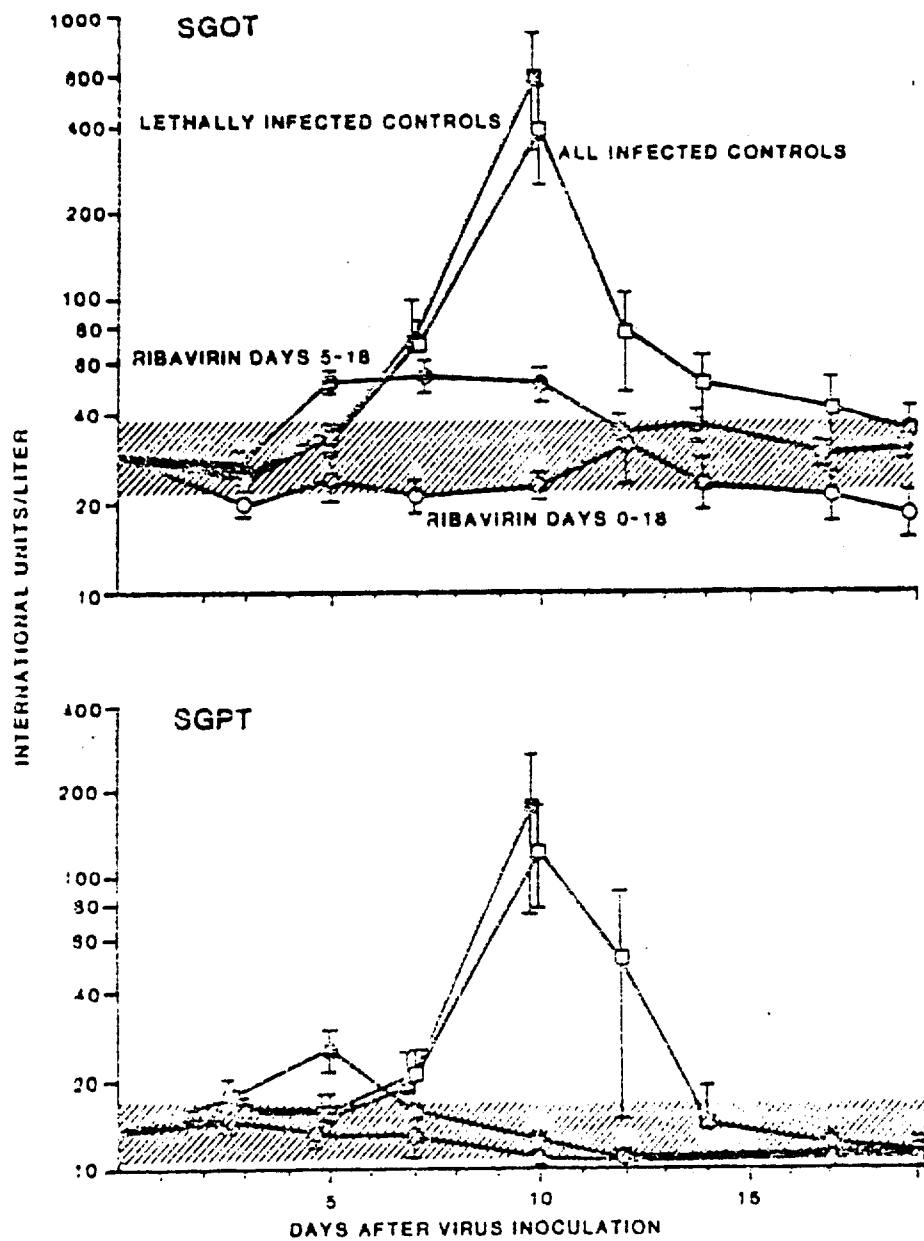 SGOT
1000
600
400
200
100
80
60
40
20
10
LETHALLY INFECTED CONTROLS
ALL INFECTED CONTROLS
RIBAVIRIN DAYS 5-18
RIBAVIRIN DAYS 0-18
INTERNATIONAL UNITS/LITER
SGPT
400
200
100
80
60
40
20
10
5
10
15
DAYS AFTER VIRUS INOCULATION